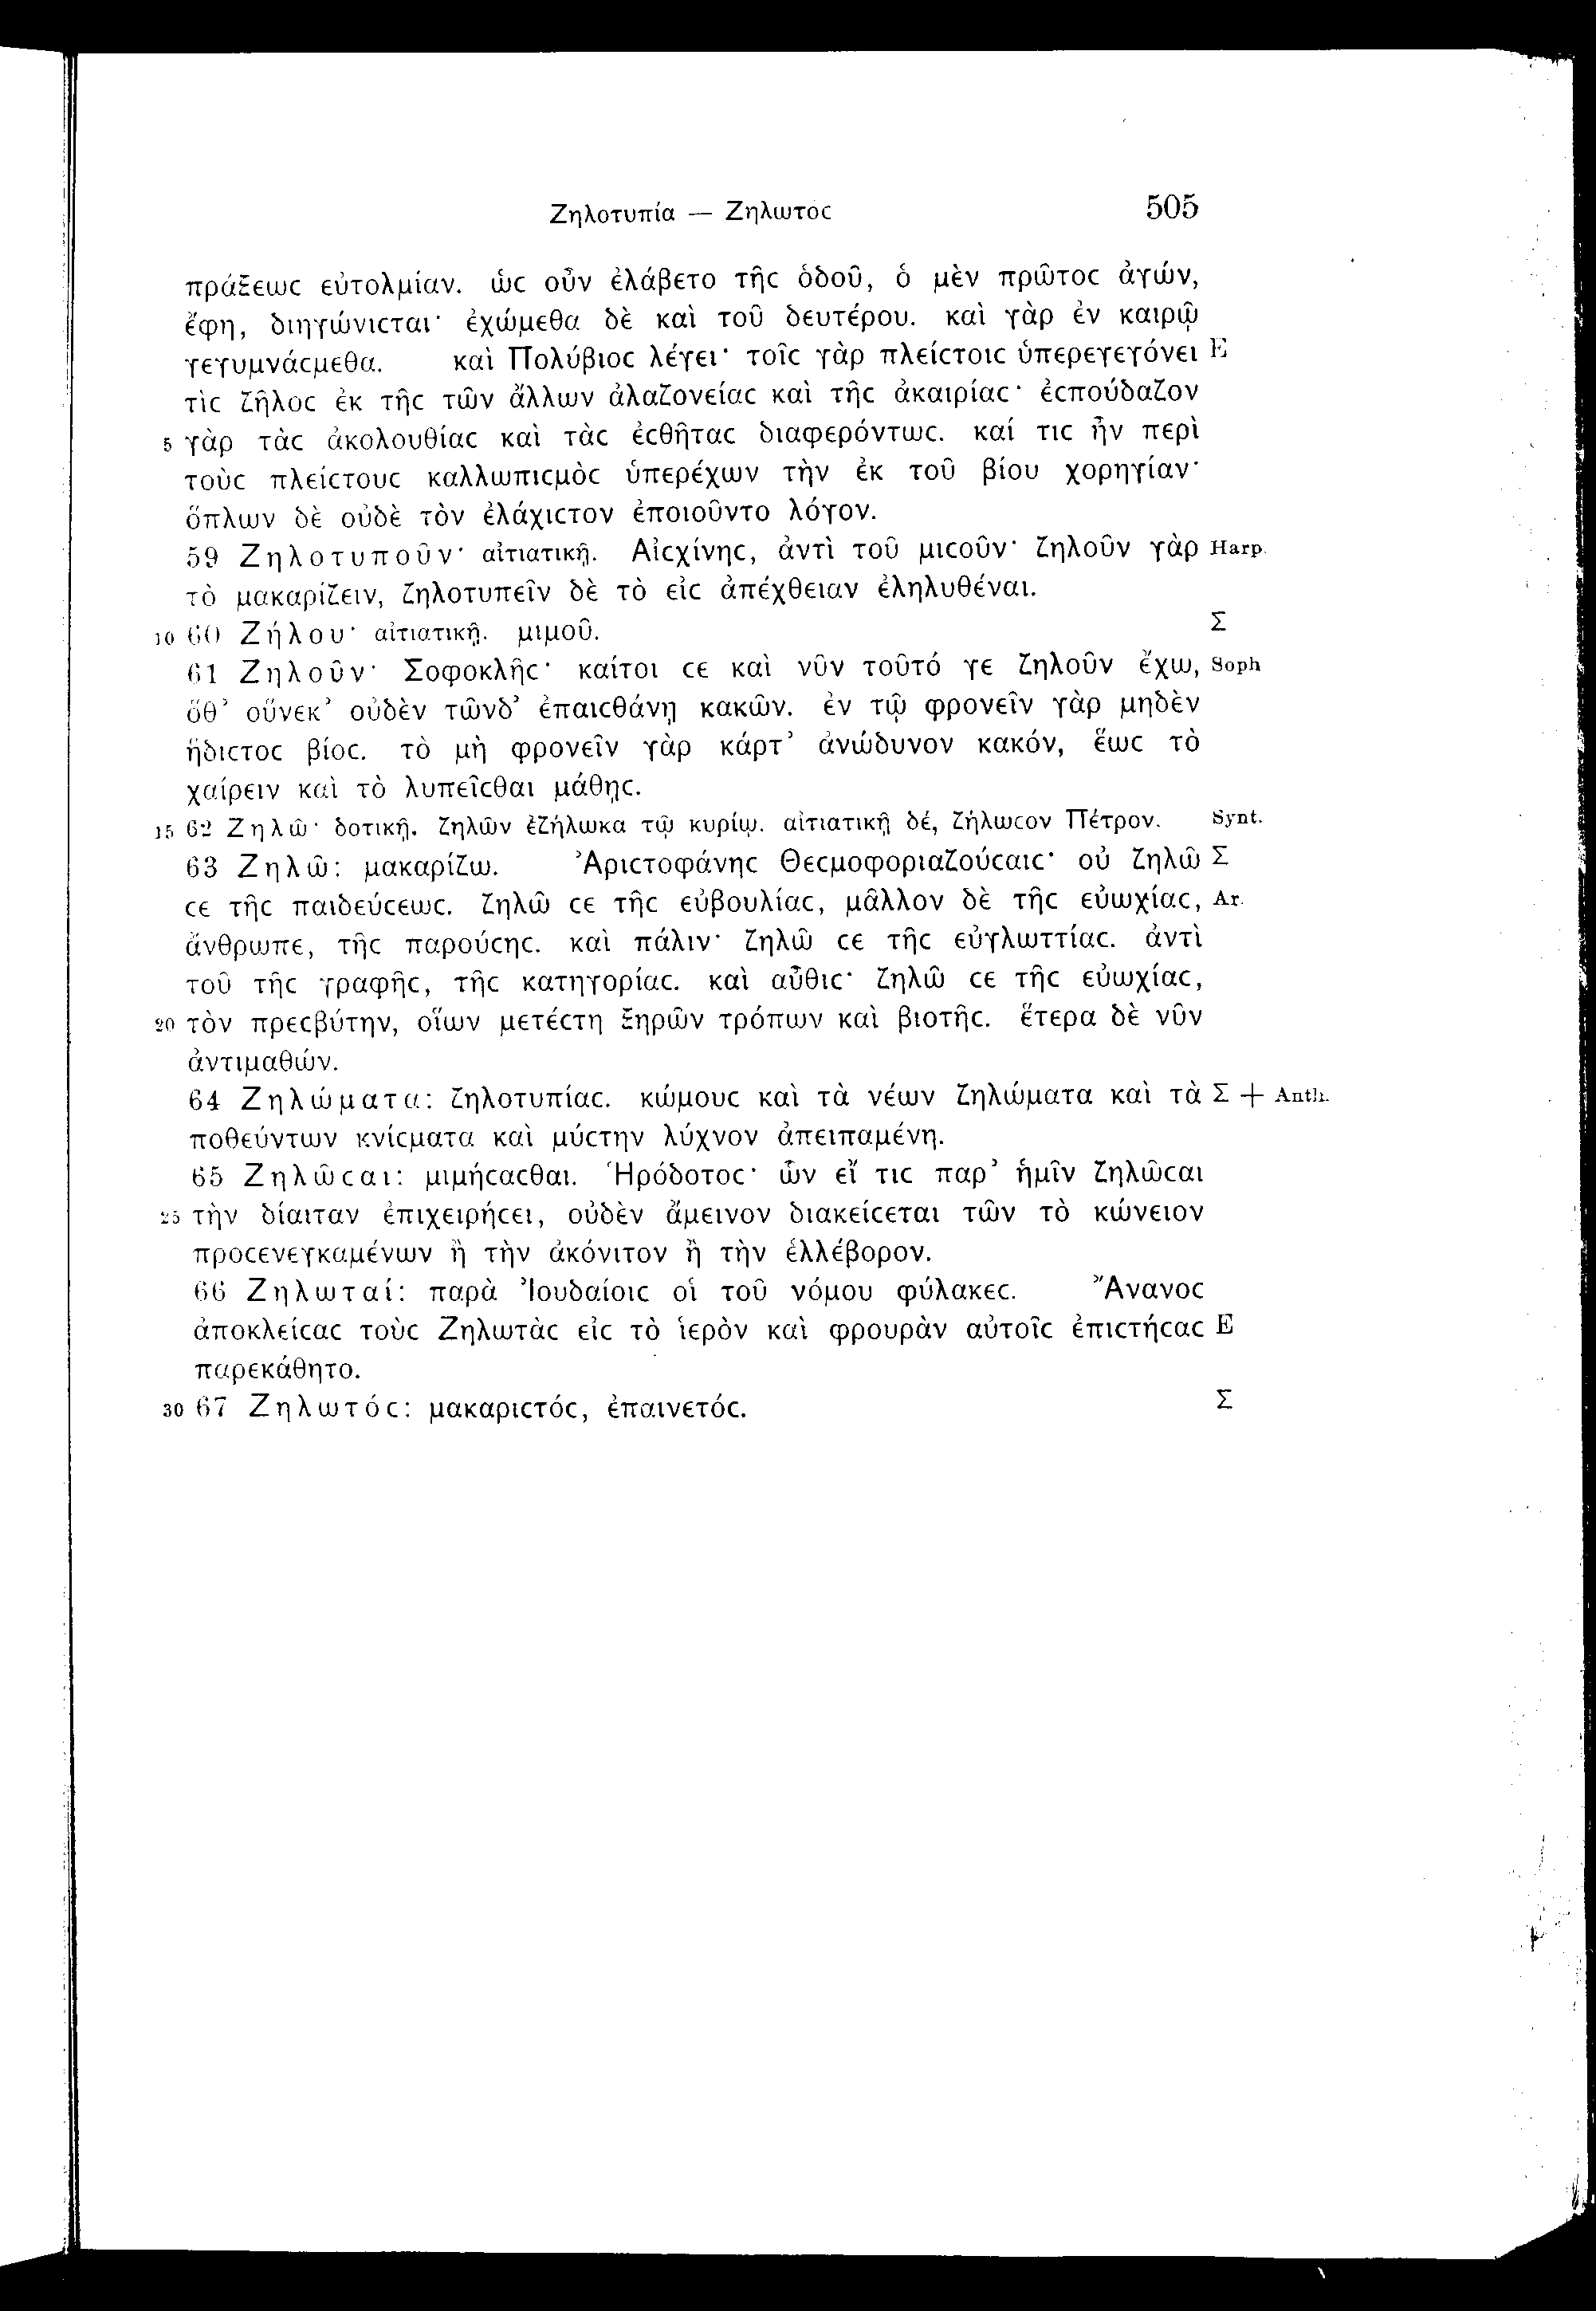 Ζηλοτυπία — Ζηλωτος 505
πράξεωϲ εὐτολμίαν. ὡϲ οὖν ἐλάβετο τῆϲ ὁδοῦ, ὁ μὲν πρῶτοϲ ἀγών,
ἔφη, διηγώνιϲται· ἐχώμεθα δὲ καὶ τοῦ δευτέρου. καὶ γὰρ ἐν καιρῷ
γεγυμνάϲμεθα. καὶ Πολύβιοϲ λέγει· τοῖϲ γὰρ πλείϲτοιϲ ὑπερεγεγόνει E
τὶϲ ζῆλοϲ ἐκ τῆϲ τῶν ἄλλων ἀλαζονείαϲ καὶ τῆϲ ἀκαιρίαϲ· ἐϲπούδαζον
5 γὰρ τὰϲ ἀκολουθίαϲ καὶ τὰϲ ἐϲθῆταϲ διαφερόντωϲ. καί τιϲ ἦν περὶ
τοὺϲ πλείϲτουϲ καλλωπιϲμὸϲ ὑπερέχων τὴν ἐκ τοῦ βίου χορηγίαν·
ὅπλων δὲ οὐδὲ τὸν ἐλάχιϲτον ἐποιοῦντο λόγον.
59 Ζηλοτυποῦν· αἰτιατικῇ. Αἰϲχίνηϲ, ἀντὶ τοῦ μιϲοῦν· ζηλοῦν γὰρ Harp.
τὸ μακαρίζειν, ζηλοτυπεῖν δὲ τὸ εἰϲ ἀπέχθειαν ἐληλυθέναι.
10 60 Ζήλου· αἰτιατικῇ. μιμοῦ. Σ
61 Ζηλοῦν· Σοφοκλῆϲ· καίτοι ϲε καὶ νῦν τοῦτό γε ζηλοῦν ἔχω, Soph
ὅθ’ οὕνεκ’ οὐδὲν τῶνδ’ ἐπαιϲθάνῃ κακῶν. ἐν τῷ φρονεῖν γὰρ μηδὲν
ἥδιϲτοϲ βίοϲ. τὸ μὴ φρονεῖν γὰρ κάρτ’ ἀνώδυνον κακόν, ἕωϲ τὸ
χαίρειν καὶ τὸ λυπεῖϲθαι μάθῃϲ.
15 62 Ζηλῶ· δοτικῇ. ζηλῶν ἐζήλωκα τῷ κυρίῳ. αἰτιατικῇ δέ, ζήλωϲον Πέτρον. Synt.
63 Ζηλῶ: μακαρίζω. Ἀριϲτοφάνηϲ Θεϲμοφοριαζούϲαιϲ· οὐ ζηλῶ Σ
ϲε τῆϲ παιδεύϲεωϲ. ζηλῶ ϲε τῆϲ εὐβουλίαϲ, μᾶλλον δὲ τῆϲ εὐωχίαϲ, Ar.
ἄνθρωπε, τῆϲ παρούϲηϲ. καὶ πάλιν· ζηλῶ ϲε τῆϲ εὐγλωττίαϲ. ἀντὶ
τοῦ τῆϲ γραφῆϲ, τῆϲ κατηγορίαϲ. καὶ αὖθιϲ· ζηλῶ ϲε τῆϲ εὐωχίαϲ,
20 τὸν πρεϲβύτην, οἵων μετέϲτη ξηρῶν τρόπων καὶ βιοτῆϲ. ἕτερα δὲ νῦν
ἀντιμαθών.
64 Ζηλώματα: ζηλοτυπίαϲ. κώμουϲ καὶ τὰ νέων ζηλώματα καὶ τὰ Σ + Anth.
ποθεύντων κνίϲματα καὶ μύϲτην λύχνον ἀπειπαμένη.
65 Ζηλῶϲαι: μιμήϲαϲθαι. Ἡρόδοτοϲ· ὧν εἴ τιϲ παρ’ ἡμῖν ζηλῶϲαι
25 τὴν δίαιταν ἐπιχειρήϲει, οὐδὲν ἄμεινον διακείϲεται τῶν τὸ κώνειον
προϲενεγκαμένων ἢ τὴν ἀκόνιτον ἢ τὴν ἑλλέβορον.
66 Ζηλωταί: παρὰ Ἰουδαίοιϲ οἱ τοῦ νόμου φύλακεϲ. Ἄνανοϲ
ἀποκλείϲαϲ τοὺϲ Ζηλωτὰϲ εἰϲ τὸ ἱερὸν καὶ φρουρὰν αὐτοῖϲ ἐπιϲτήϲαϲ E
παρεκάθητο.
30 67 Ζηλωτόϲ: μακαριϲτόϲ, ἐπαινετόϲ. Σ